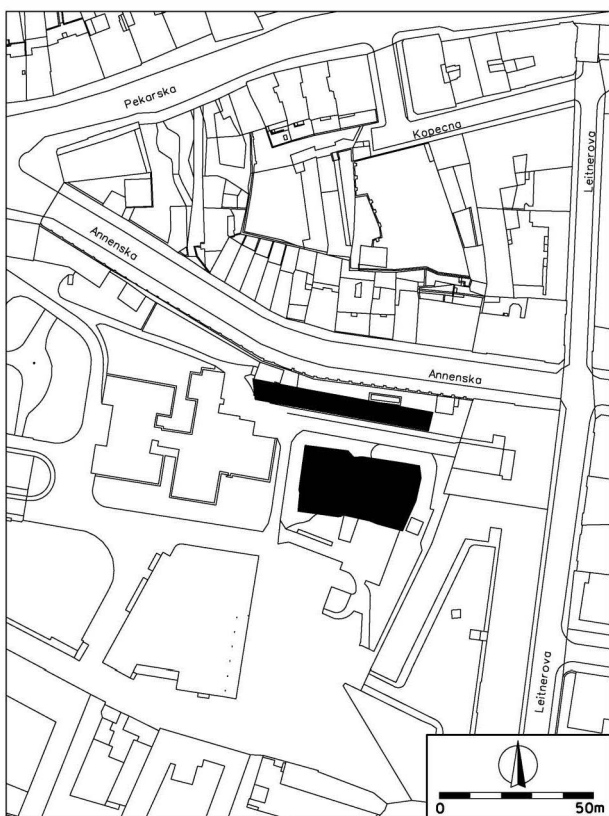 Pekarska
Kopecna
Leitnerova
Annenska
Annenska
Leitnerova
0 50m